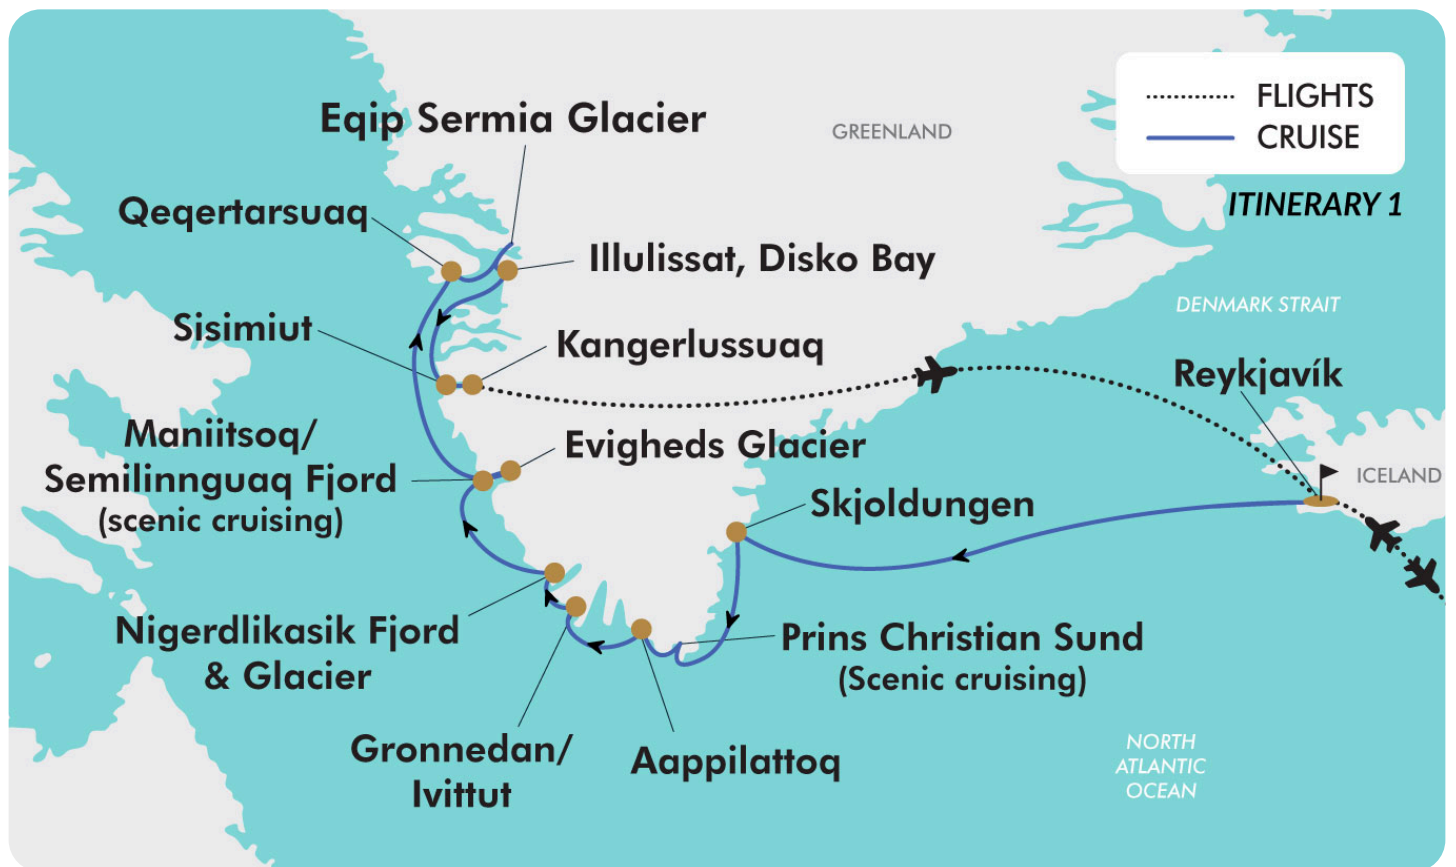 FLIGHTS
CRUISE
ITINERARY 1
Eqip Sermia Glacier
GREENLAND
Qeqertarsuaq
Illulissat, Disko Bay
DENMARK STRAIT
Sisimiut
Kangerlussuaq
Reykjavík
Maniitsoq/
Semilinnguaq Fjord
(scenic cruising)
Evigheds Glacier
ICELAND
Skjoldungen
Nigerdlikasik Fjord
& Glacier
Prins Christian Sund
(Scenic cruising)
Gronnedan/
Ivittut
Aappilattoq
NORTH
ATLANTIC
OCEAN